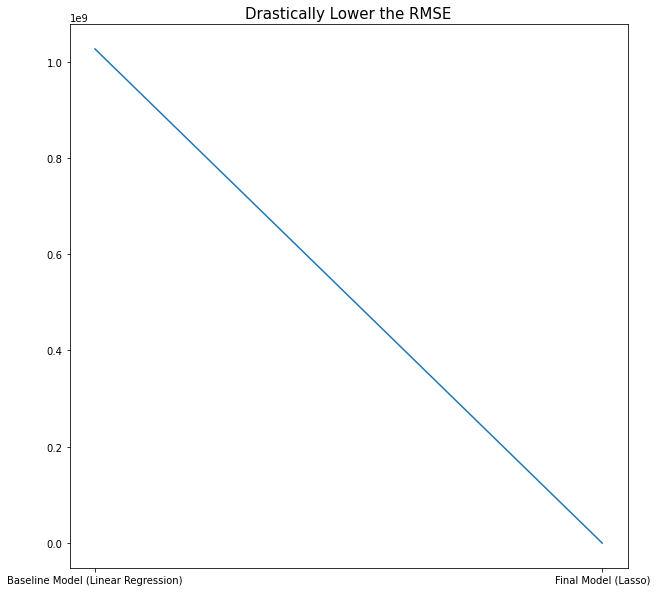 Drastically Lower the RMSE
1e9
1.0
0.8
0.6
0.4
0.2
0.0
Baseline Model (Linear Regression)
Final Model (Lasso)